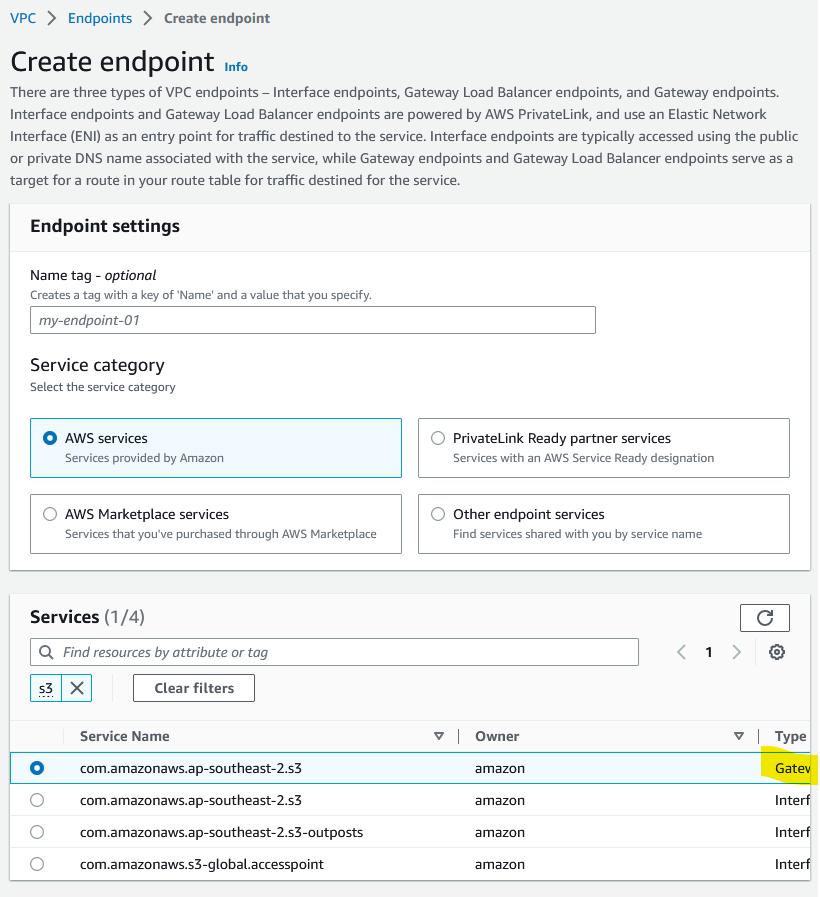 VPC > Endpoints > Create endpoint
Create endpoint Info
There are three types of VPC endpoints – Interface endpoints, Gateway Load Balancer endpoints, and Gateway endpoints.
Interface endpoints and Gateway Load Balancer endpoints are powered by AWS PrivateLink, and use an Elastic Network
Interface (ENI) as an entry point for traffic destined to the service. Interface endpoints are typically accessed using the public
or private DNS name associated with the service, while Gateway endpoints and Gateway Load Balancer endpoints serve as a
target for a route in your route table for traffic destined for the service.
Endpoint settings
Name tag - optional
Creates a tag with a key of 'Name' and a value that you specify.
my-endpoint-01
Service category
Select the service category
AWS services
Services provided by Amazon
PrivateLink Ready partner services
Services with an AWS Service Ready designation
AWS Marketplace services
Services that you've purchased through AWS Marketplace
Other endpoint services
Find services shared with you by service name
Services (1/4)
Find resources by attribute or tag
1
s3
Clear filters
Service Name Owner Type
com.amazonaws.ap-southeast-2.s3 amazon Gatew
com.amazonaws.ap-southeast-2.s3 amazon Interf
com.amazonaws.ap-southeast-2.s3-outposts amazon Interf
com.amazonaws.s3-global.accesspoint amazon Interf